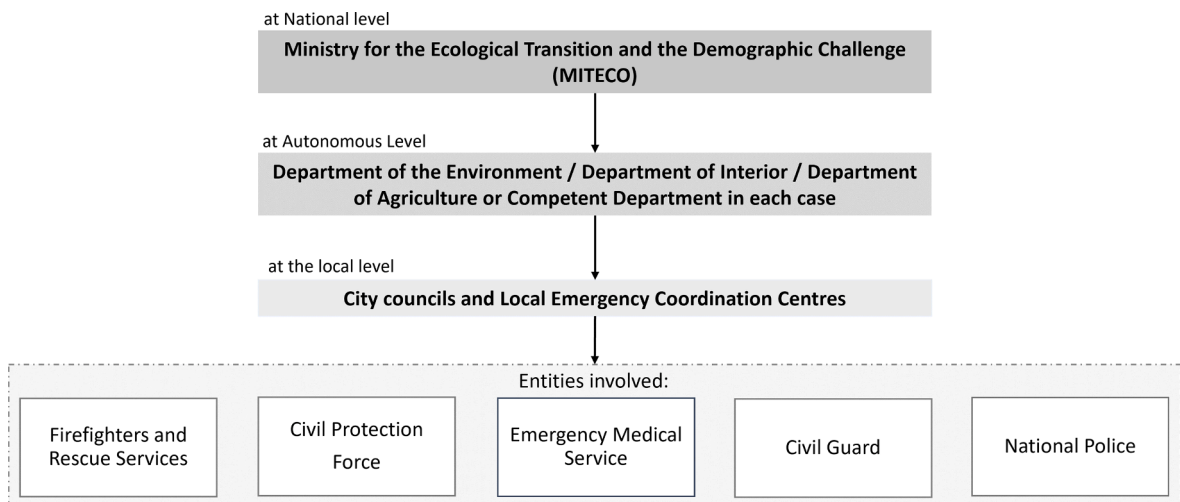 at National level
Ministry for the Ecological Transition and the Demographic Challenge
(MITECO)
at Autonomous Level
Department of the Environment / Department of Interior / Department
of Agriculture or Competent Department in each case
at the local level
City councils and Local Emergency Coordination Centres
Entities involved:
Firefighters and
Rescue Services
Civil Protection
Force
Emergency Medical
Service
Civil Guard
National Police